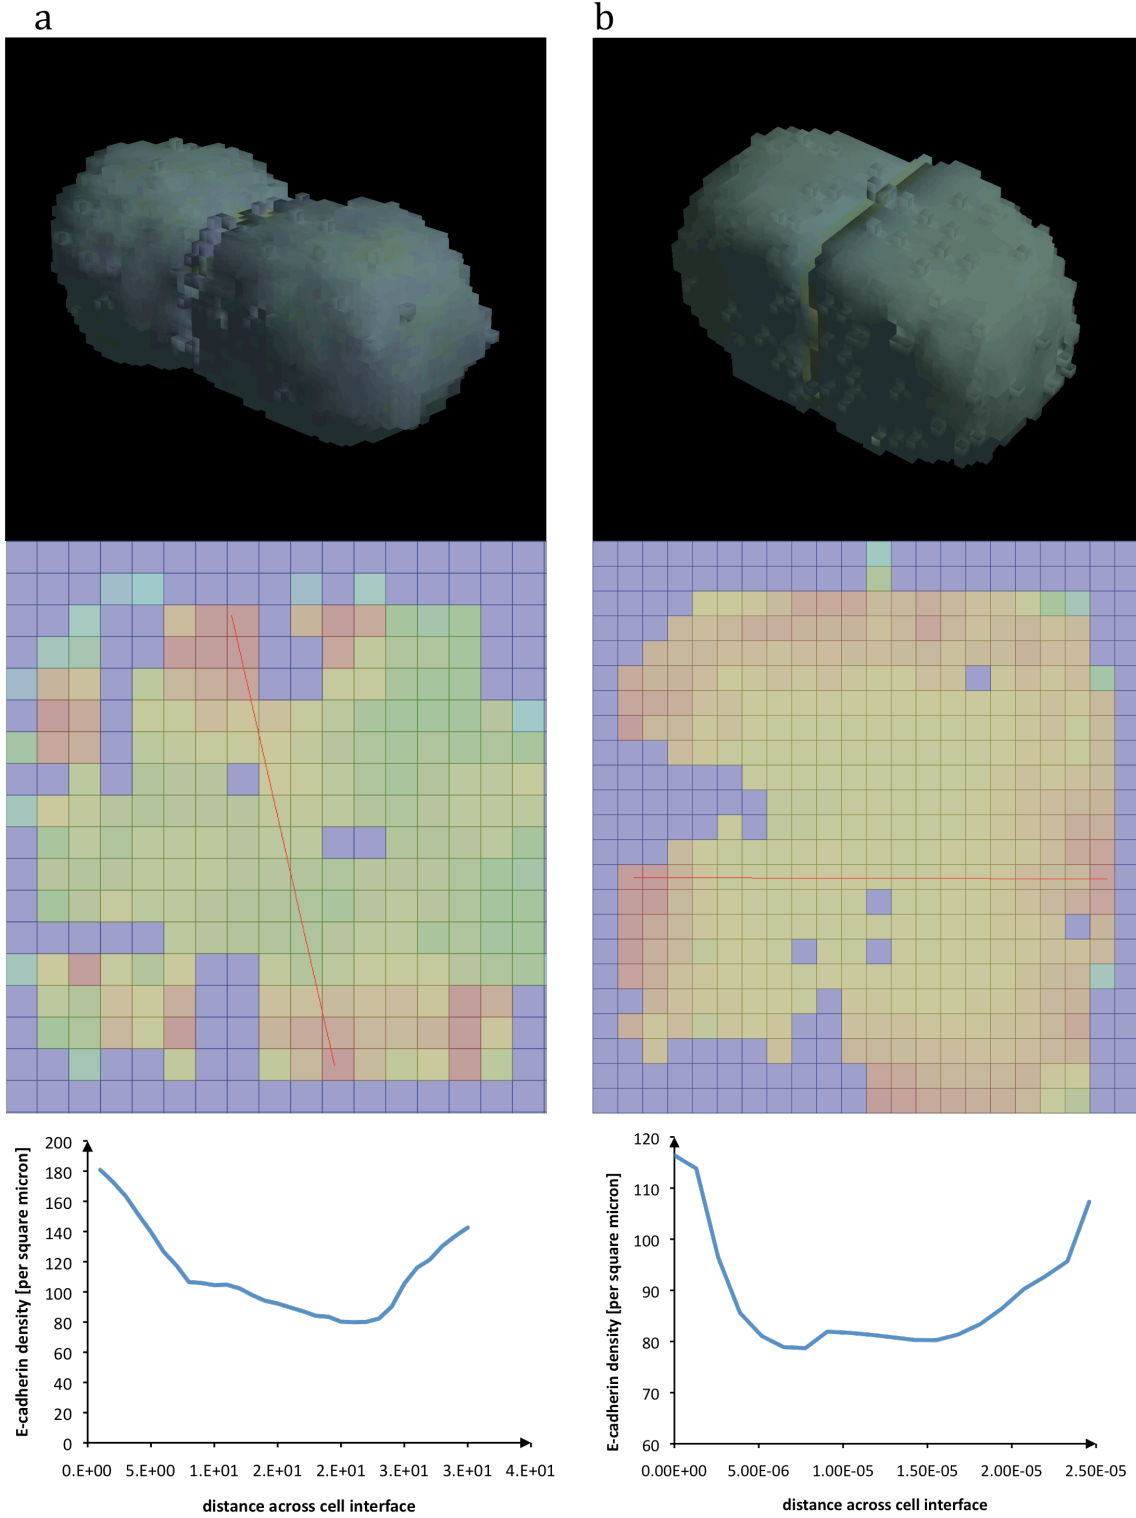 a
b
E-cadherin density [per square micron]
200
180
160
140
120
100
80
60
40
20
0
0.E+00 5.E+00 1.E+01 2.E+01 2.E+01 3.E+01 3.E+01 4.E+01
distance across cell interface
E-cadherin density [per square micron]
120
110
100
90
80
70
60
0.00E+00 5.00E-06 1.00E-05 1.50E-05 2.00E-05 2.50E-05
distance across cell interface